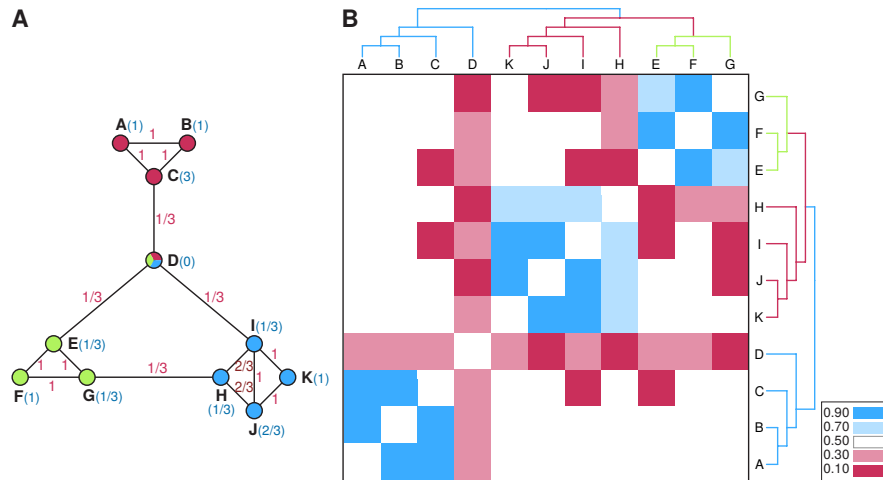 A
B
A(1)
B(1)
1
1
1
C(3)
1/3
D(0)
1/3
1/3
E(1/3)
I(1/3)
1
1
1
F(1)
G(1/3)
1/3
2/3
2/3
1
1
1
H
(1/3)
K(1)
J(2/3)
A B C D K J I H E F G
G
F
E
H
I
J
K
D
C
B
A
0.90
0.70
0.50
0.30
0.10